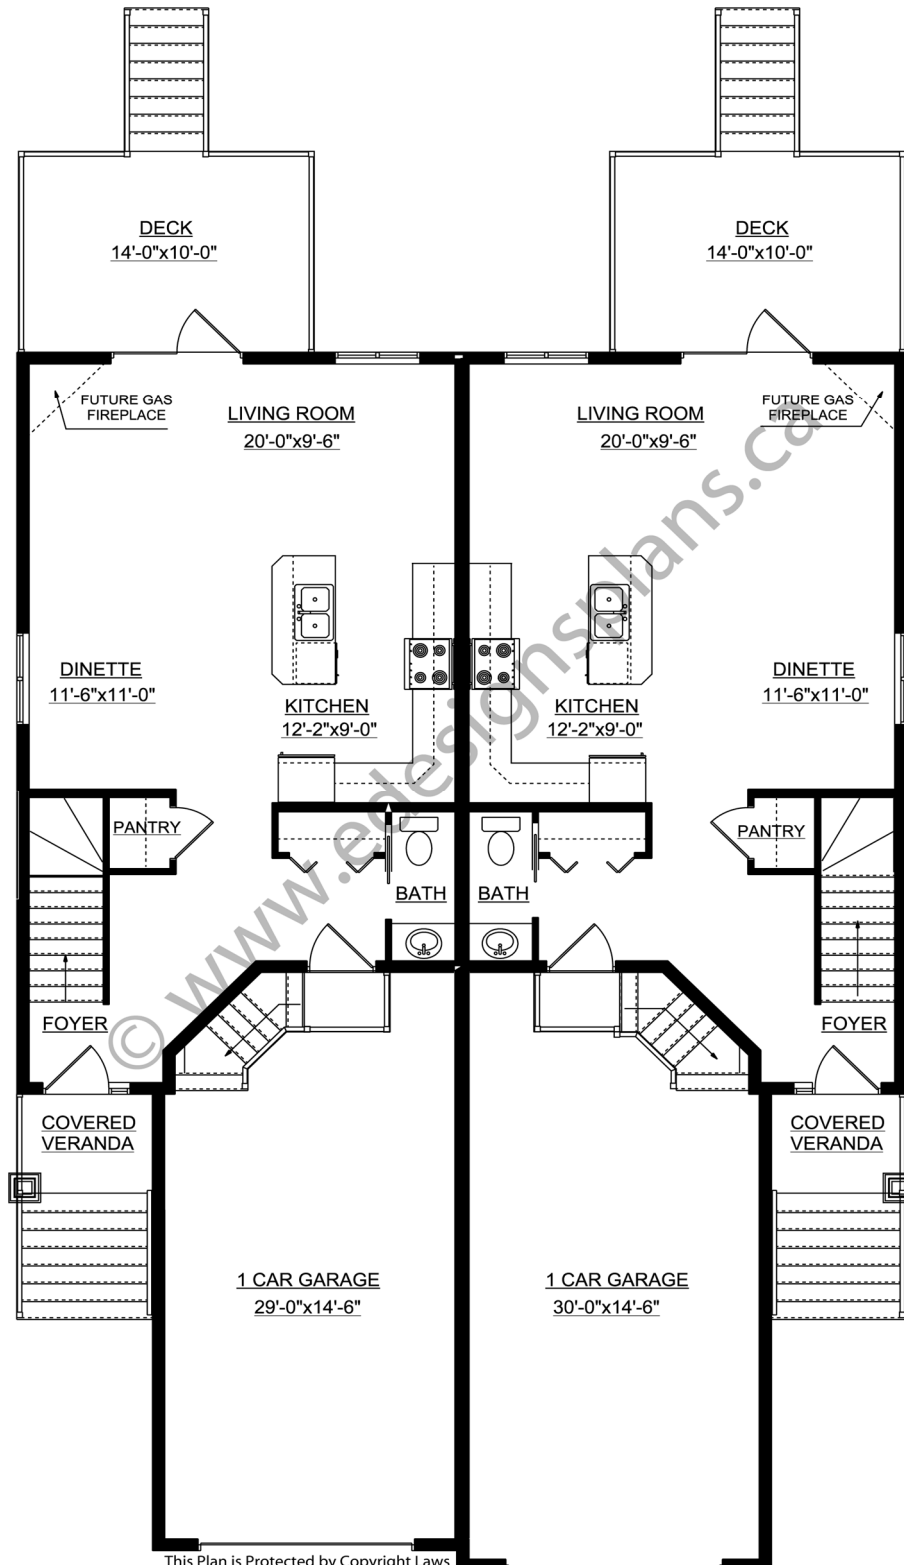 DECK
14'-0"x10'-0"
DECK
14'-0"x10'-0"
FUTURE GAS
FIREPLACE
LIVING ROOM
20'-0"x9'-6"
LIVING ROOM
20'-0"x9'-6"
FUTURE GAS
FIREPLACE
DINETTE
11'-6"x11'-0"
KITCHEN
12'-2"x9'-0"
KITCHEN
12'-2"x9'-0"
DINETTE
11'-6"x11'-0"
PANTRY
BATH
BATH
PANTRY
FOYER
FOYER
© www.edesignsplans.ca
COVERED
VERANDA
COVERED
VERANDA
1 CAR GARAGE
29'-0"x14'-6"
1 CAR GARAGE
30'-0"x14'-6"
This Plan is Protected by Copyright Laws